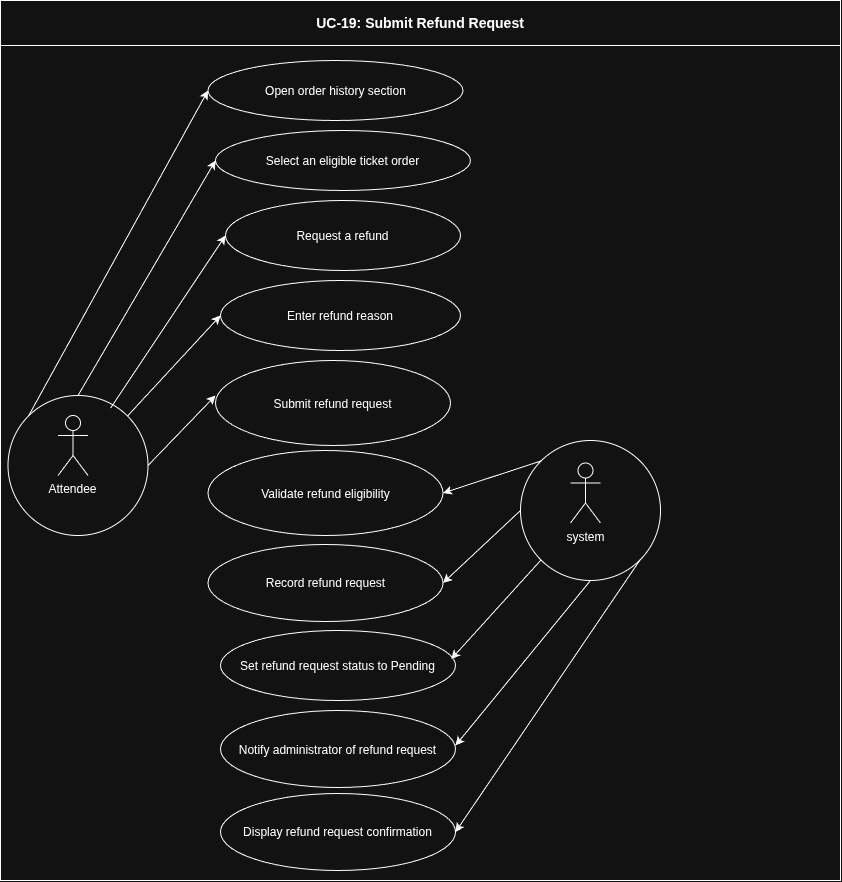 UC-19: Submit Refund Request
Open order history section
Select an eligible ticket order
Request a refund
Enter refund reason
Submit refund request
Attendee
Validate refund eligibility
system
Record refund request
Set refund request status to Pending
Notify administrator of refund request
Display refund request confirmation